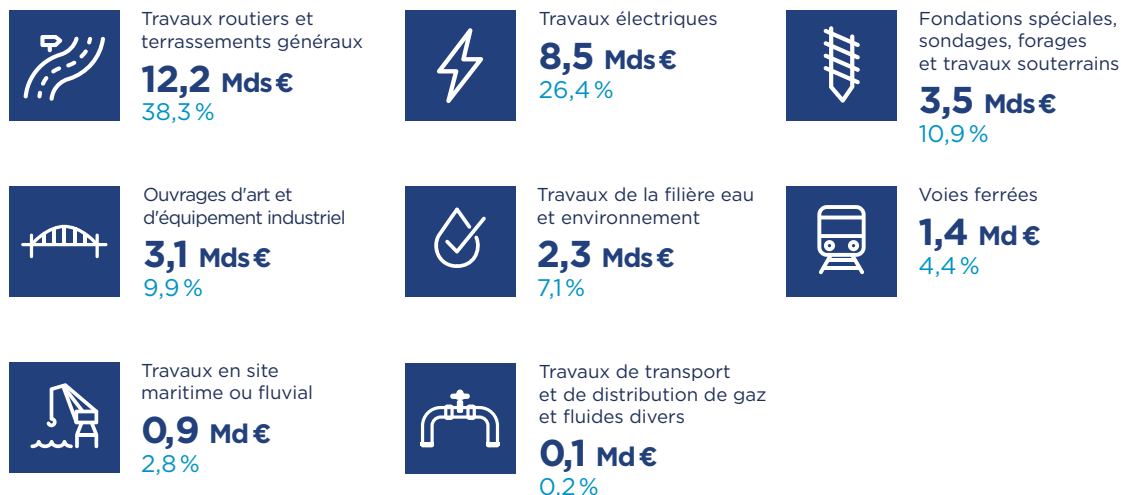 Travaux routiers et
terrassements généraux
12,2 Mds €
38,3 %
Travaux électriques
8,5 Mds €
26,4 %
Fondations spéciales,
sondages, forages
et travaux souterrains
3,5 Mds €
10,9 %
Ouvrages d'art et
d'équipement industriel
3,1 Mds €
9,9 %
Travaux de la filière eau
et environnement
2,3 Mds €
7,1 %
Voies ferrées
1,4 Md €
4,4 %
Travaux en site
maritime ou fluvial
0,9 Md €
2,8 %
Travaux de transport
et de distribution de gaz
et fluides divers
0,1 Md €
0.2 %